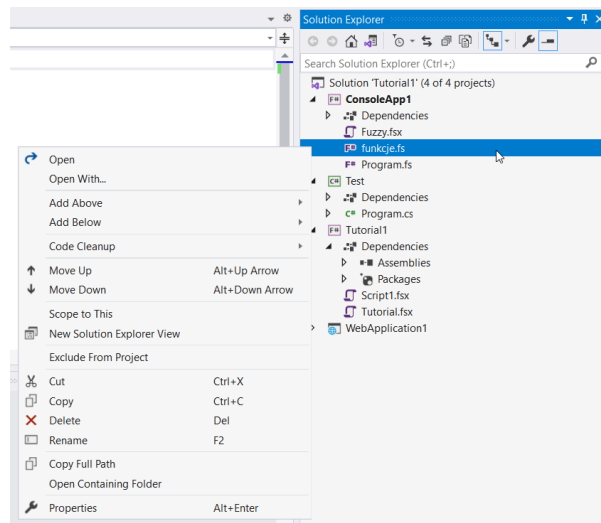 Solution Explorer
Search Solution Explorer (Ctrl+;)
Solution 'Tutorial1' (4 of 4 projects)
F# ConsoleApp1
Dependencies
Fuzzy.fsx
F# funkcje.fs
F# Program.fs
C# Test
Dependencies
C# Program.cs
F# Tutorial1
Dependencies
Assemblies
Packages
Script1.fsx
Tutorial.fsx
WebApplication1
Open
Open With...
Add Above
Add Below
Code Cleanup
Move Up Alt+Up Arrow
Move Down Alt+Down Arrow
Scope to This
New Solution Explorer View
Exclude From Project
Cut Ctrl+X
Copy Ctrl+C
Delete Del
Rename F2
Copy Full Path
Open Containing Folder
Properties Alt+Enter